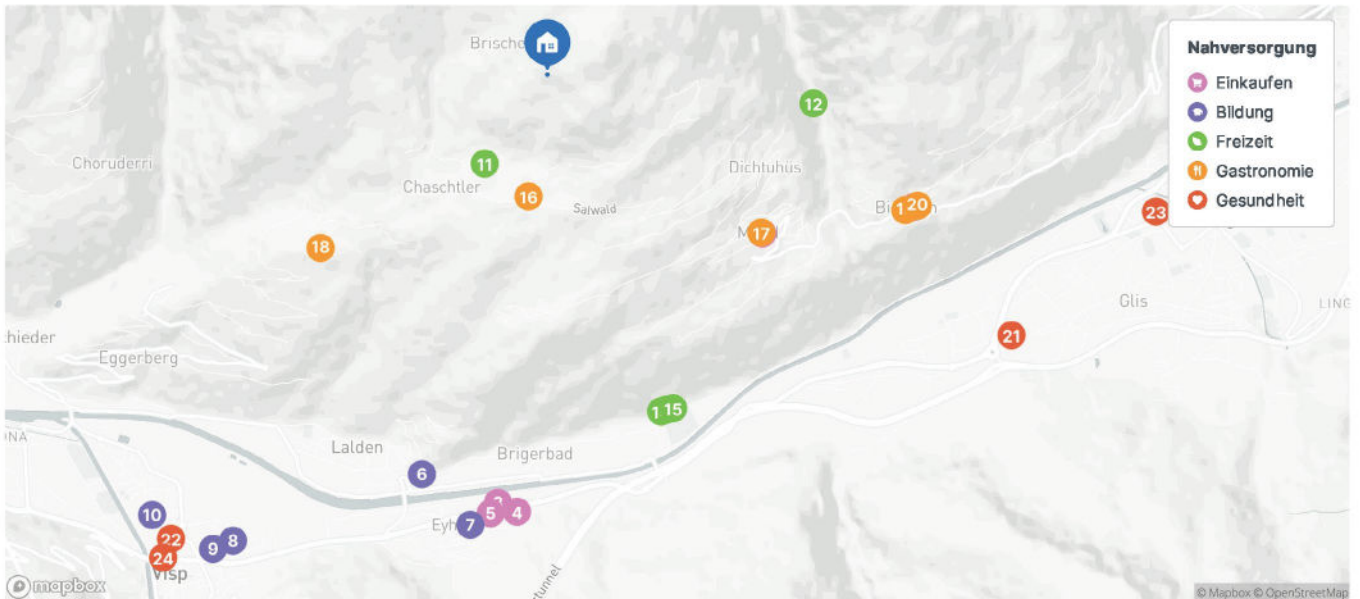 Nahversorgung
Einkaufen
Bildung
Freizeit
Gastronomie
Gesundheit
12
Choruderri
11
Dichtuhüs
Chaschtler
16
Salwald
20
23
17
18
Glis
21
Eggerberg
15
Lalden
Brigerbad
6
10
5
4
7
22
9
8
24
Visp
mapbox
© Mapbox © OpenStreetMap